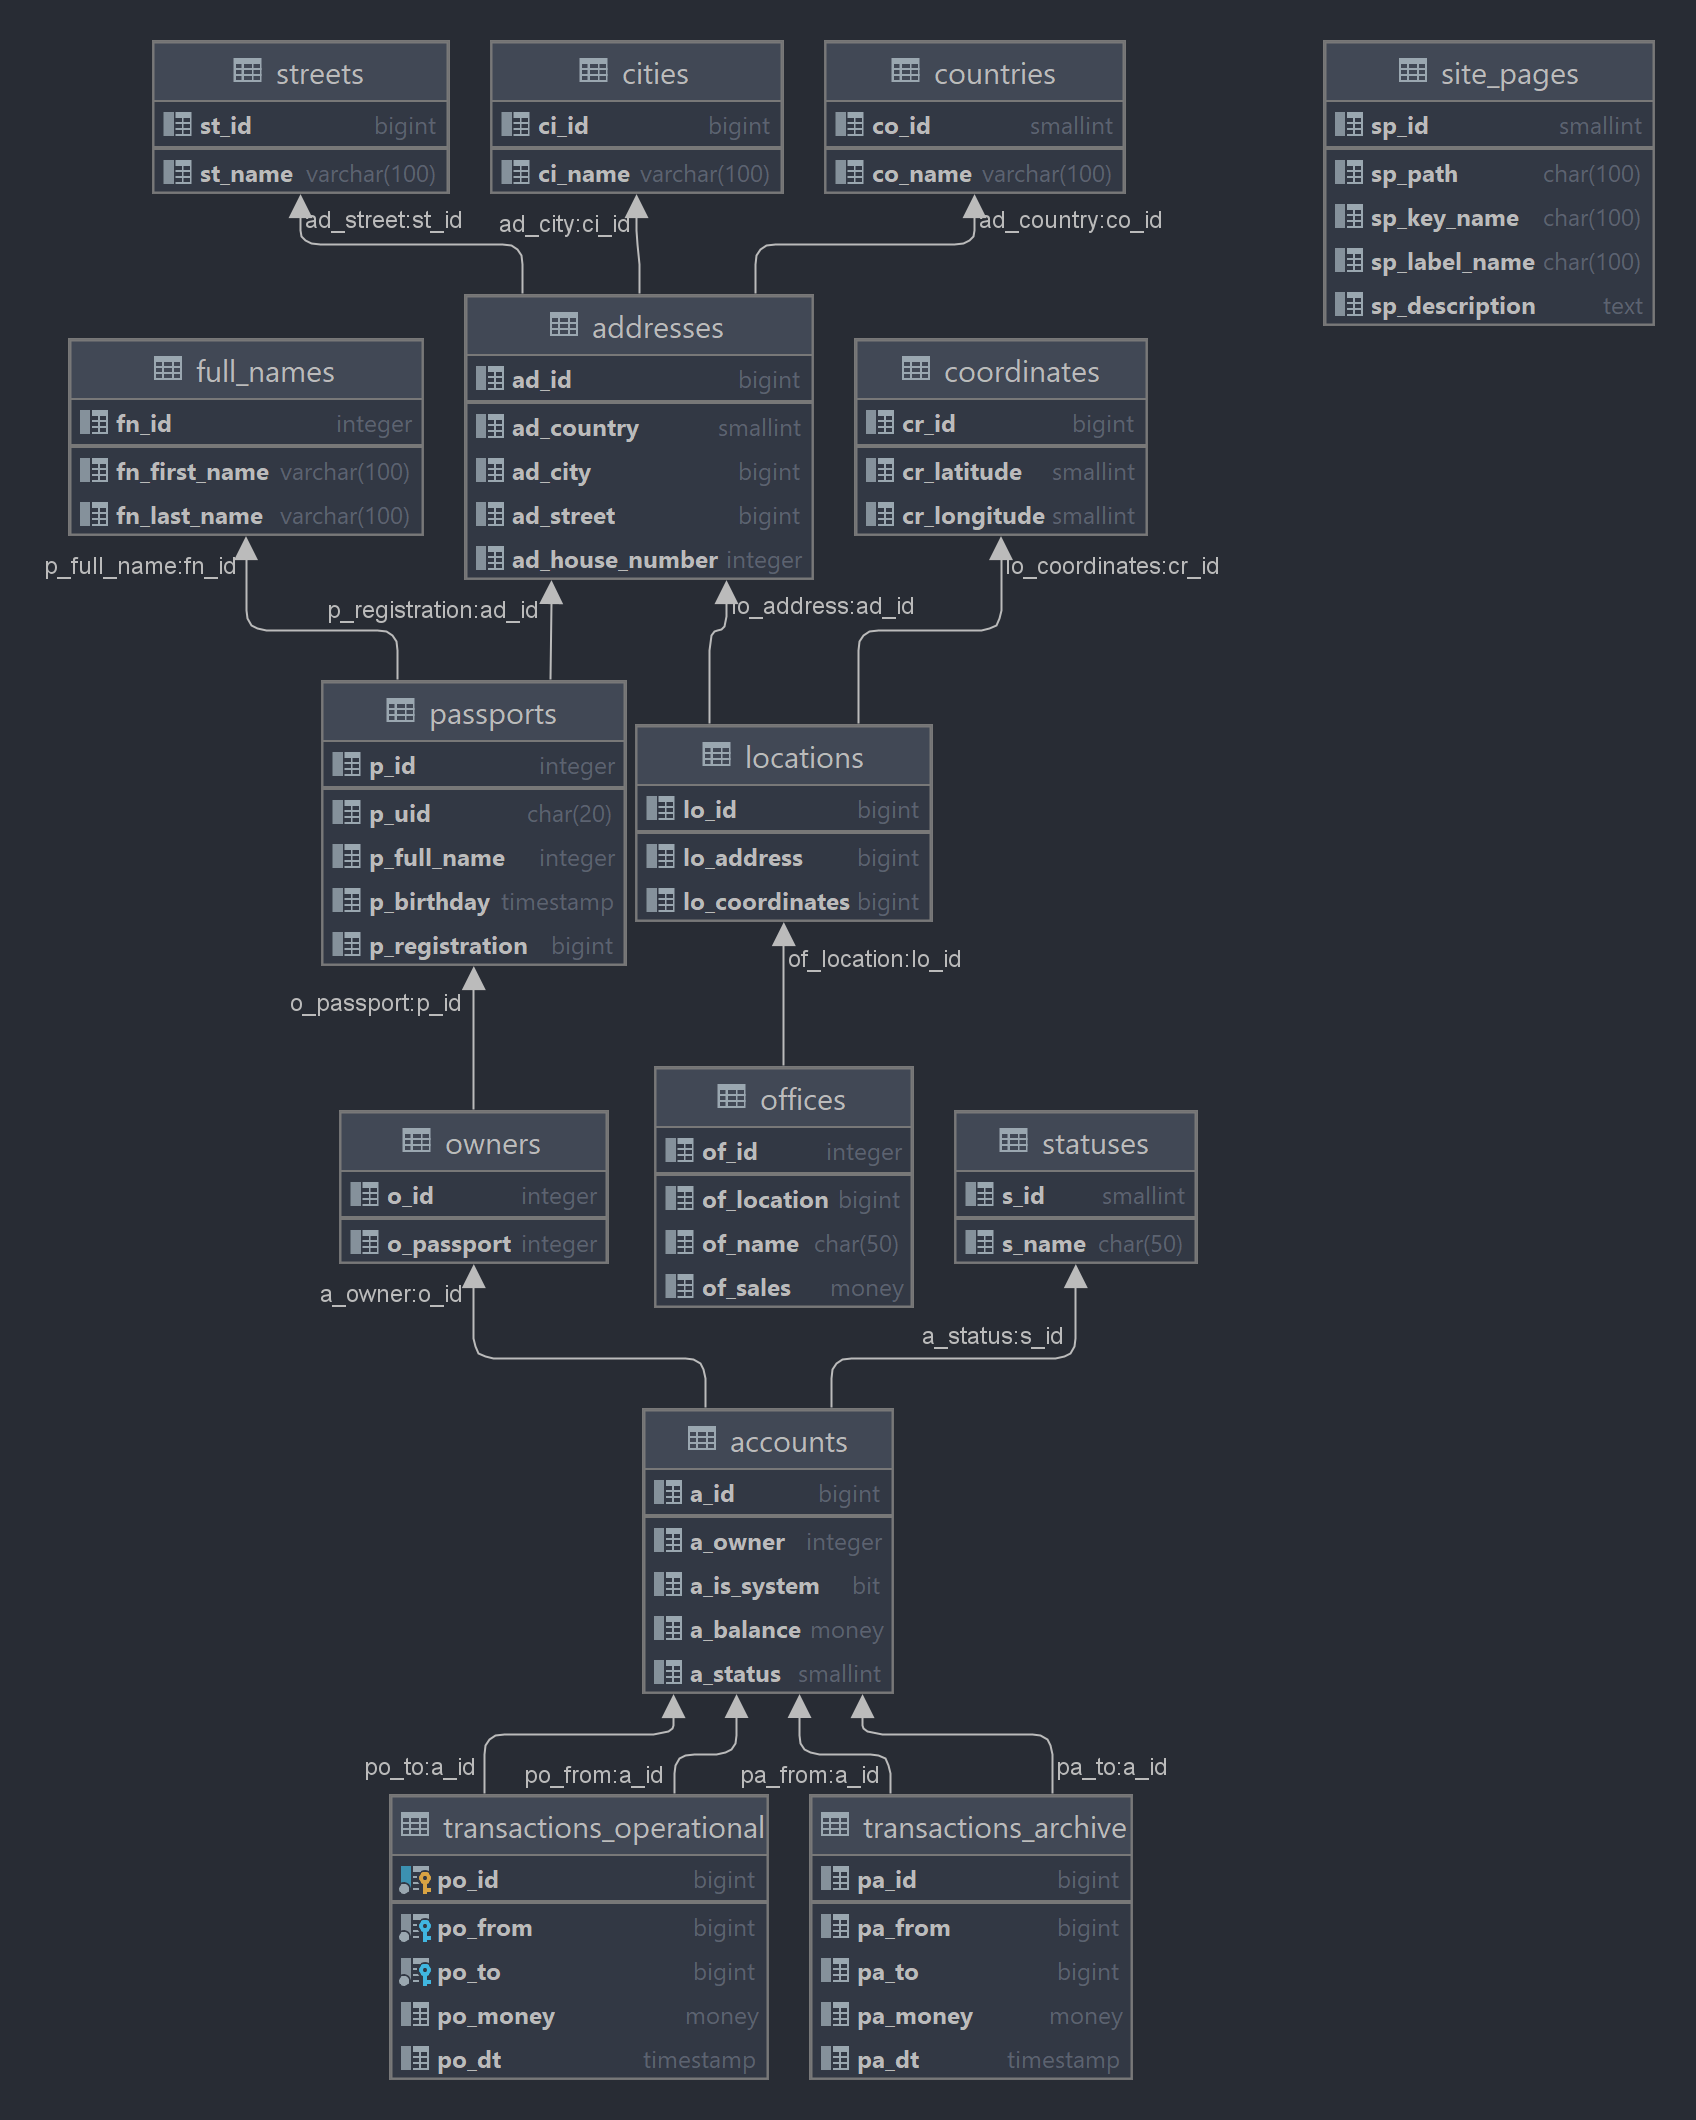 streets
st_id bigint
st_name varchar(100)
cities
ci_id bigint
ci_name varchar(100)
countries
co_id smallint
co_name varchar(100)
site_pages
sp_id smallint
sp_path char(100)
sp_key_name char(100)
sp_label_name char(100)
sp_description text
ad_street:st_id
ad_city:ci_id
ad_country:co_id
full_names
fn_id integer
fn_first_name varchar(100)
fn_last_name varchar(100)
addresses
ad_id bigint
ad_country smallint
ad_city bigint
ad_street bigint
ad_house_number integer
coordinates
cr_id bigint
cr_latitude smallint
cr_longitude smallint
p_full_name:fn_id
p_registration:ad_id
lo_address:ad_id
lo_coordinates:cr_id
passports
p_id integer
p_uid char(20)
p_full_name integer
p_birthday timestamp
p_registration bigint
locations
lo_id bigint
lo_address bigint
lo_coordinates bigint
o_passport:p_id
of_location:lo_id
owners
o_id integer
o_passport integer
offices
of_id integer
of_location bigint
of_name char(50)
of_sales money
statuses
s_id smallint
s_name char(50)
a_owner:o_id
a_status:s_id
accounts
a_id bigint
a_owner integer
a_is_system bit
a_balance money
a_status smallint
po_to:a_id
po_from:a_id
pa_from:a_id
pa_to:a_id
transactions_operational
po_id bigint
po_from bigint
po_to bigint
po_money money
po_dt timestamp
transactions_archive
pa_id bigint
pa_from bigint
pa_to bigint
pa_money money
pa_dt timestamp